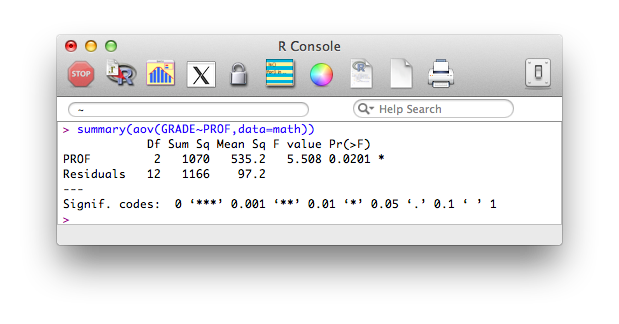 R Console
STOP
R
X
R
~
Help Search
> summary(aov(GRADE~PROF,data=math))
            Df Sum Sq Mean Sq F value Pr(>F)
PROF         2   1070   535.2   5.508 0.0201 *
Residuals   12   1166    97.2
---
Signif. codes:  0 ‘***’ 0.001 ‘**’ 0.01 ‘*’ 0.05 ‘.’ 0.1 ‘ ’ 1
>